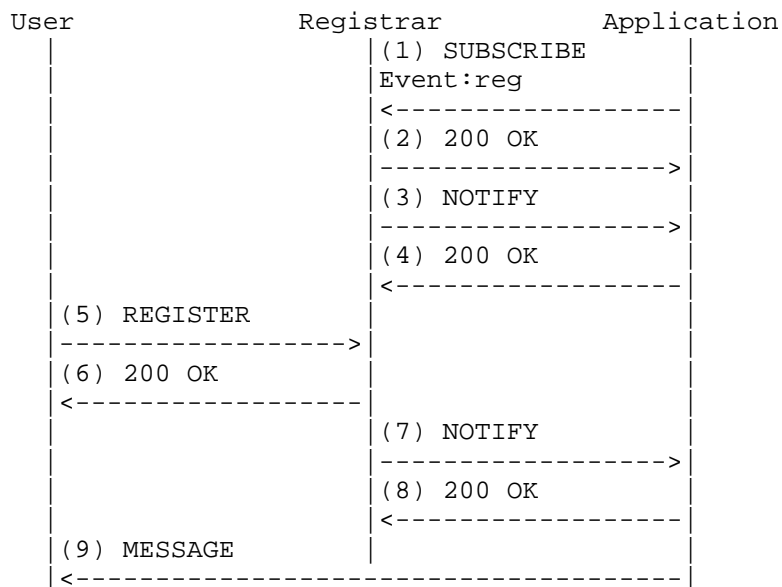 User Registrar Application
(1) SUBSCRIBE
Event:reg
(2) 200 OK
(3) NOTIFY
(4) 200 OK
(5) REGISTER
(6) 200 OK
(7) NOTIFY
(8) 200 OK
(9) MESSAGE